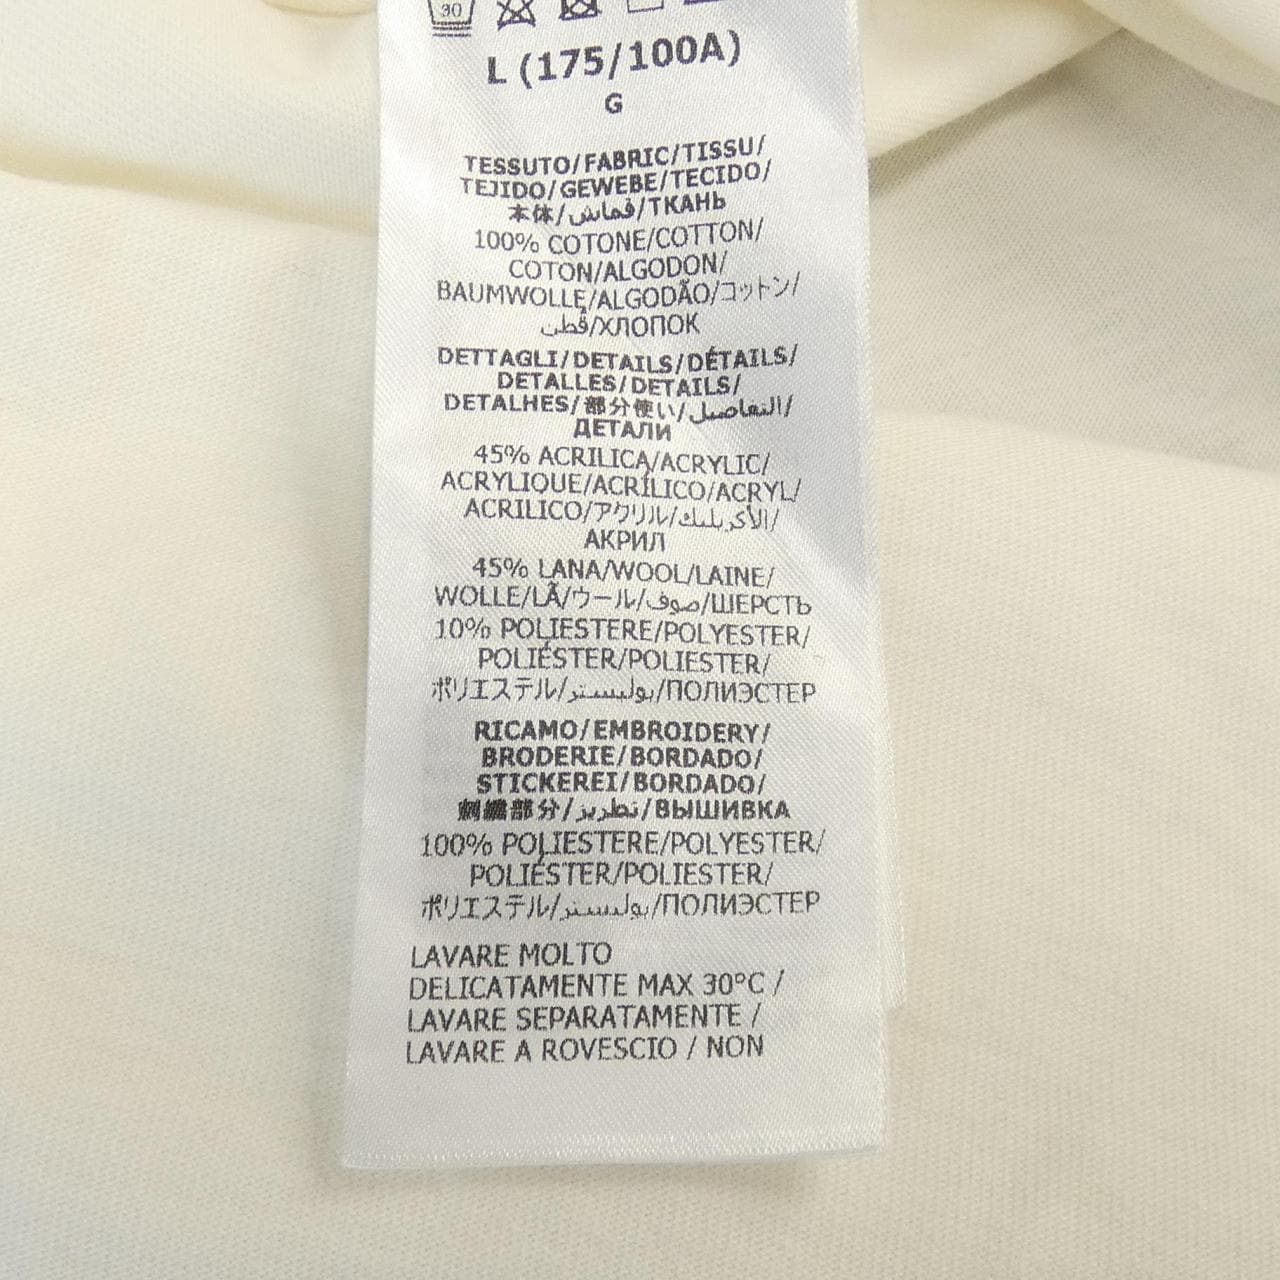 30
L (175/100A)
G
TESSUTO/FABRIC/TISSU/
TEJIDO/GEWEBE/TECIDO/
本体/قماش/ТКАНЬ
100% COTONE/COTTON/
COTON/ALGODON/
BAUMWOLLE/ALGODÃO/コットン/
قطن/ХЛОПОК
DETTAGLI/DETAILS/DÉTAILS/
DETALLES/DETAILS/
DETALHES/部分使い/التفاصيل/
ДЕТАЛИ
45% ACRILICA/ACRYLIC/
ACRYLIQUE/ACRÍLICO/ACRYL/
ACRILICO/アクリル/الأكريليك/
АКРИЛ
45% LANA/WOOL/LAINE/
WOLLE/LÃ/ウール/صوف/ШЕРСТЬ
10% POLIESTERE/POLYESTER/
POLIÉSTER/POLIESTER/
ポリエステル/بوليستر/ПОЛИЭСТЕР
RICAMO/EMBROIDERY/
BRODERIE/BORDADO/
STICKEREI/BORDADO/
刺繍部分/تطريز/ВЫШИВКА
100% POLIESTERE/POLYESTER/
POLIÉSTER/POLIESTER/
ポリエステル/بوليستر/ПОЛИЭСТЕР
LAVARE MOLTO
DELICATAMENTE MAX 30°C /
LAVARE SEPARATAMENTE /
LAVARE A ROVESCIO / NON